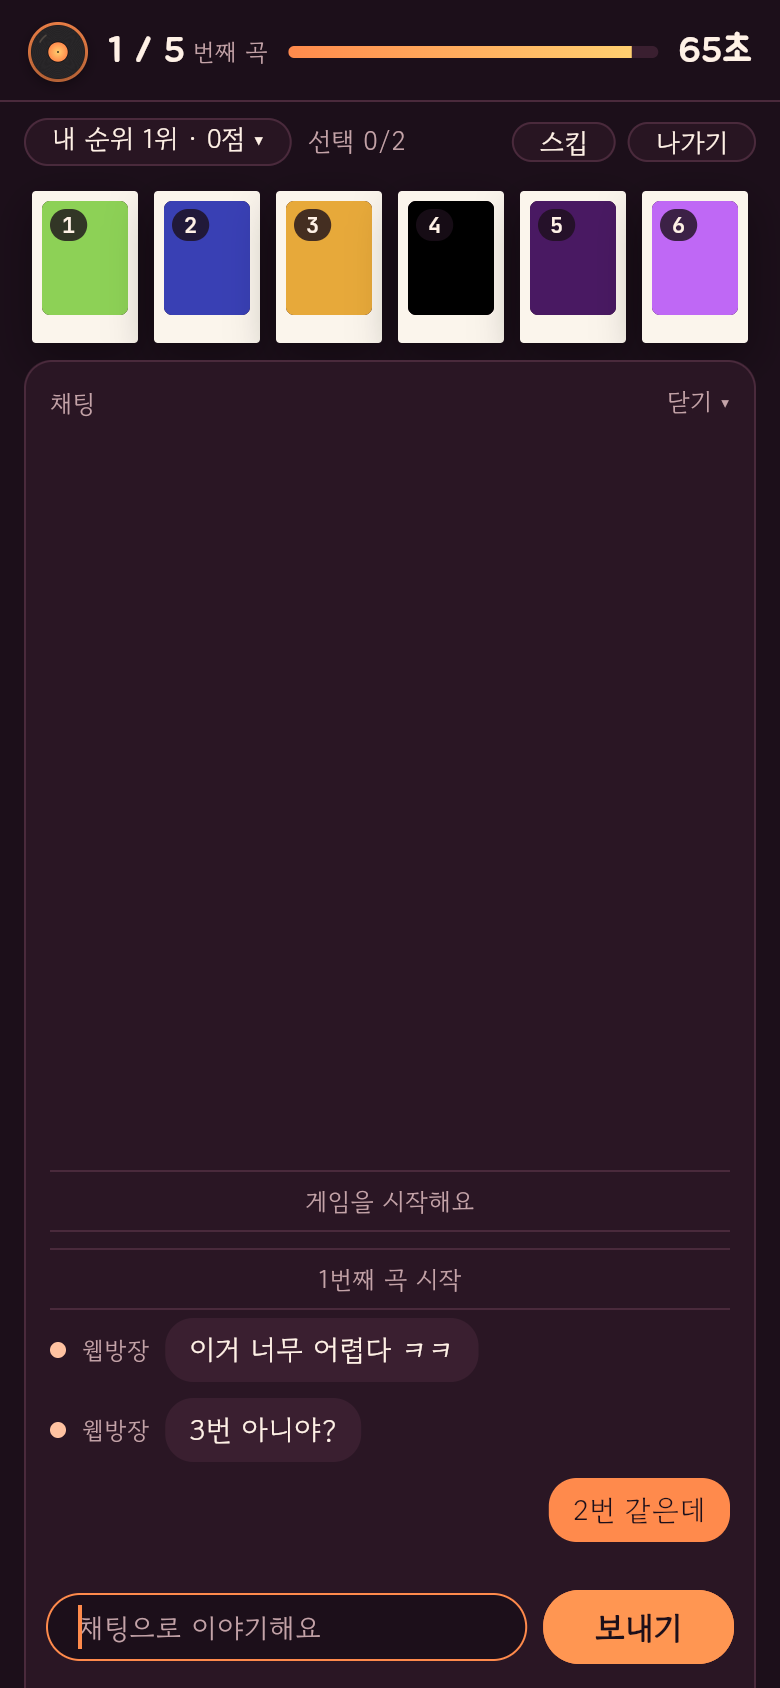 1 / 5 번째 곡 65초
내 순위 1위 · 0점 ▾ 선택 0/2 스킵 나가기
1 2 3 4 5 6
채팅 닫기 ▾
게임을 시작해요
1번째 곡 시작
웹방장 이거 너무 어렵다 ㅋㅋ
웹방장 3번 아니야?
2번 같은데
채팅으로 이야기해요 보내기